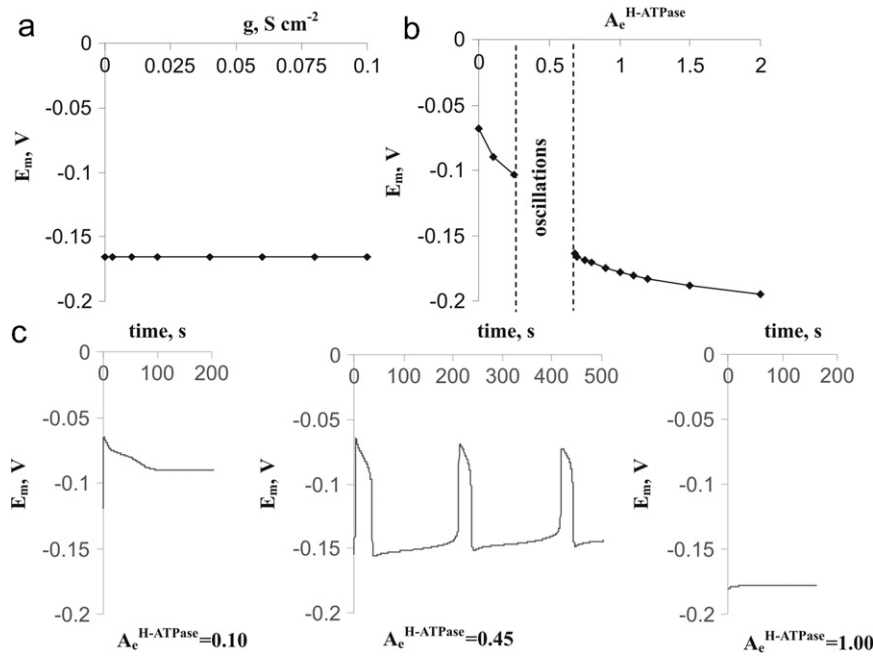 a
g, S cm-2
0 0.025 0.05 0.075 0.1
0
-0.05
-0.1
-0.15
-0.2
Em, V
b
AeH-ATPase
0 0.5 1 1.5 2
0
-0.05
-0.1
-0.15
-0.2
Em, V
oscillations
c
time, s
0 100 200
0
-0.05
-0.1
-0.15
-0.2
Em, V
AeH-ATPase=0.10
time, s
0 100 200 300 400 500
0
-0.05
-0.1
-0.15
-0.2
Em, V
AeH-ATPase=0.45
time, s
0 100 200
0
-0.05
-0.1
-0.15
-0.2
Em, V
AeH-ATPase=1.00